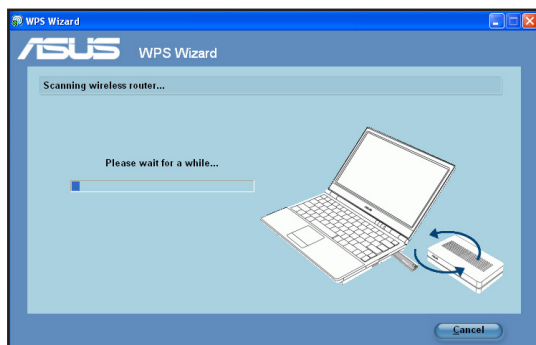 WPS Wizard
ASUS WPS Wizard
Scanning wireless router...
Please wait for a while...
Cancel